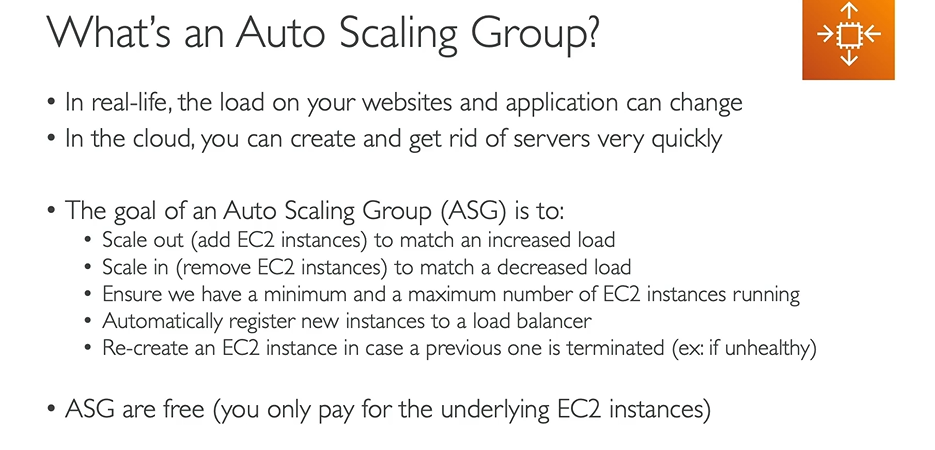 What's an Auto Scaling Group?
• In real-life, the load on your websites and application can change
• In the cloud, you can create and get rid of servers very quickly
• The goal of an Auto Scaling Group (ASG) is to:
• Scale out (add EC2 instances) to match an increased load
• Scale in (remove EC2 instances) to match a decreased load
• Ensure we have a minimum and a maximum number of EC2 instances running
• Automatically register new instances to a load balancer
• Re-create an EC2 instance in case a previous one is terminated (ex: if unhealthy)
• ASG are free (you only pay for the underlying EC2 instances)